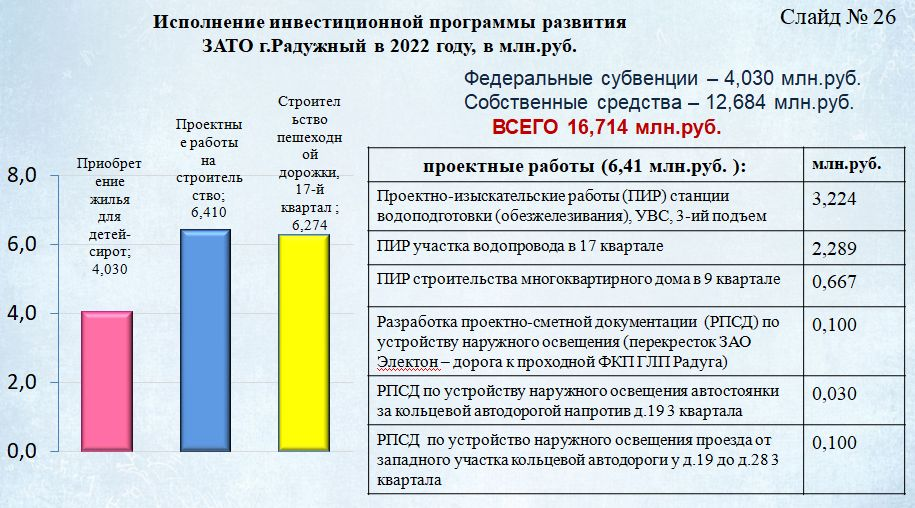 Слайд № 26
Исполнение инвестиционной программы развития
ЗАТО г.Радужный в 2022 году, в млн.руб.
Федеральные субвенции – 4,030 млн.руб.
Собственные средства – 12,684 млн.руб.
ВСЕГО 16,714 млн.руб.
8,0
6,0
4,0
2,0
0,0
Приобрет
ение
жилья
для
детей-
сирот;
4,030
Проектны
е работы
на
строитель
ство;
6,410
Строител
ьство
пешеходн
ой
дорожки,
17-й
квартал ;
6,274
проектные работы (6,41 млн.руб. ): млн.руб.
Проектно-изыскательские работы (ПИР) станции
водоподготовки (обезжелезивания), УВС, 3-ий подъем
3,224
ПИР участка водопровода в 17 квартале 2,289
ПИР строительства многоквартирного дома в 9 квартале 0,667
Разработка проектно-сметной документации (РПСД) по
устройству наружного освещения (перекресток ЗАО
Электон – дорога к проходной ФКП ГЛП Радуга)
0,100
РПСД по устройству наружного освещения автостоянки
за кольцевой автодорогой напротив д.19 3 квартала
0,030
РПСД по устройство наружного освещения проезда от
западного участка кольцевой автодороги у д.19 до д.28 3
квартала
0,100